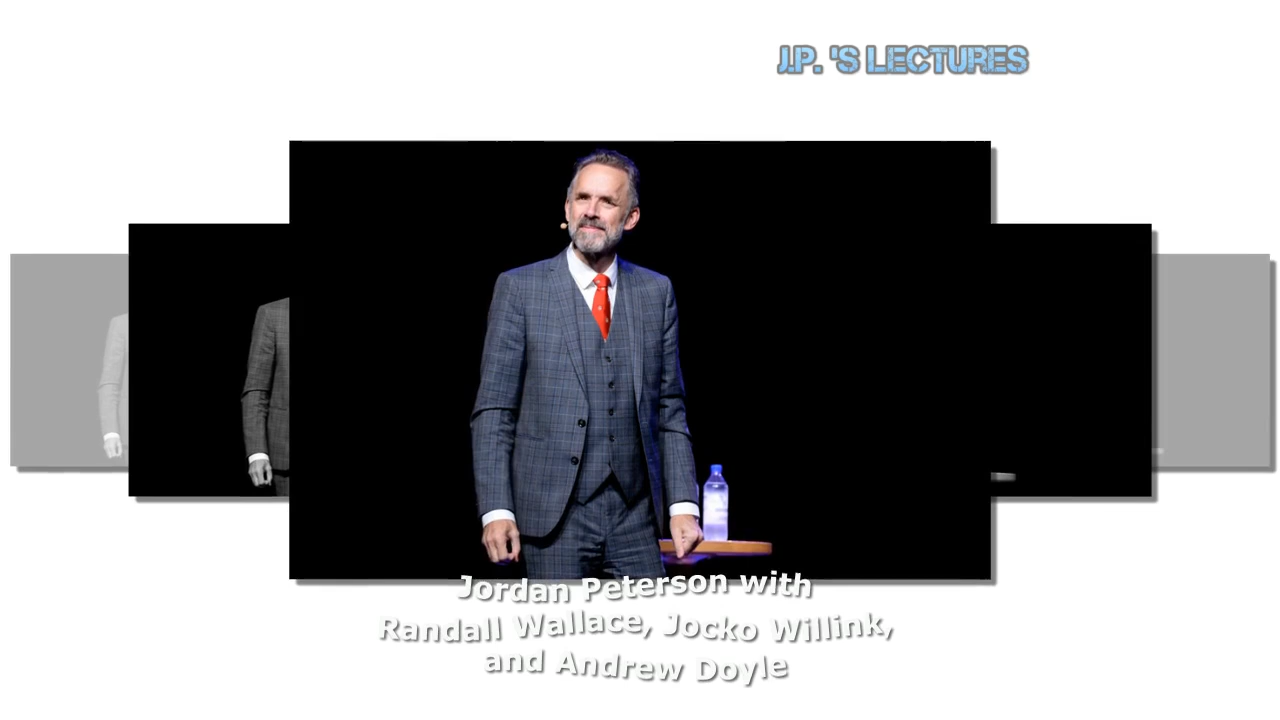 J.P. 'S LECTURES
Jordan Peterson with
Randall Wallace, Jocko Willink,
and Andrew Doyle